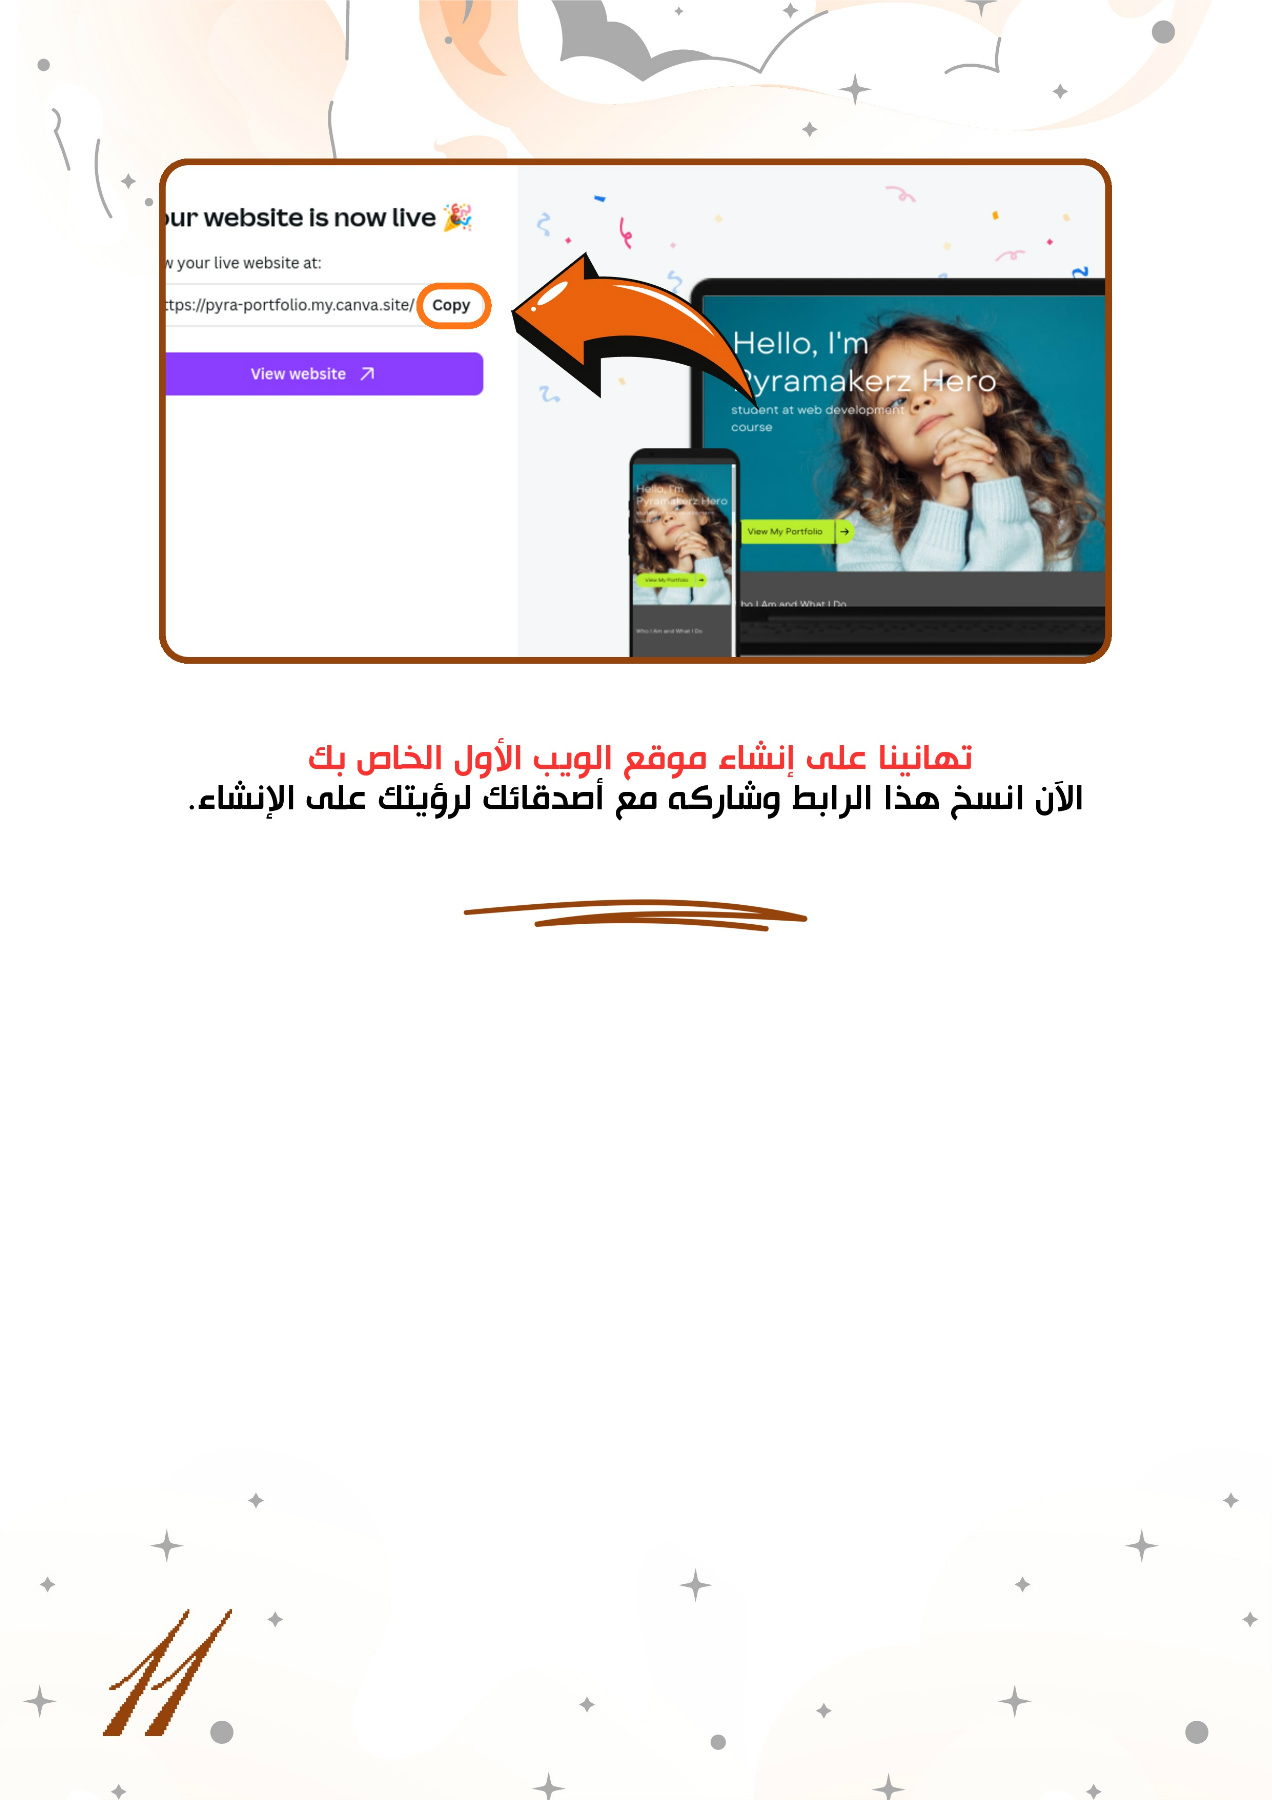 our website is now live 🎉
w your live website at:
ttps://pyra-portfolio.my.canva.site/ Copy
View website
Hello, I'm
Pyramakerz Hero
student at web development
course
View My Portfolio
ho I Am and What I Do
Hello, I'm
Pyramakerz Hero
View My Portfolio
Who I Am and What I Do
تهانينا على إنشاء موقع الويب الأول الخاص بك
الآن انسخ هذا الرابط وشاركه مع أصدقائك لرؤيتك على الإنشاء.
11